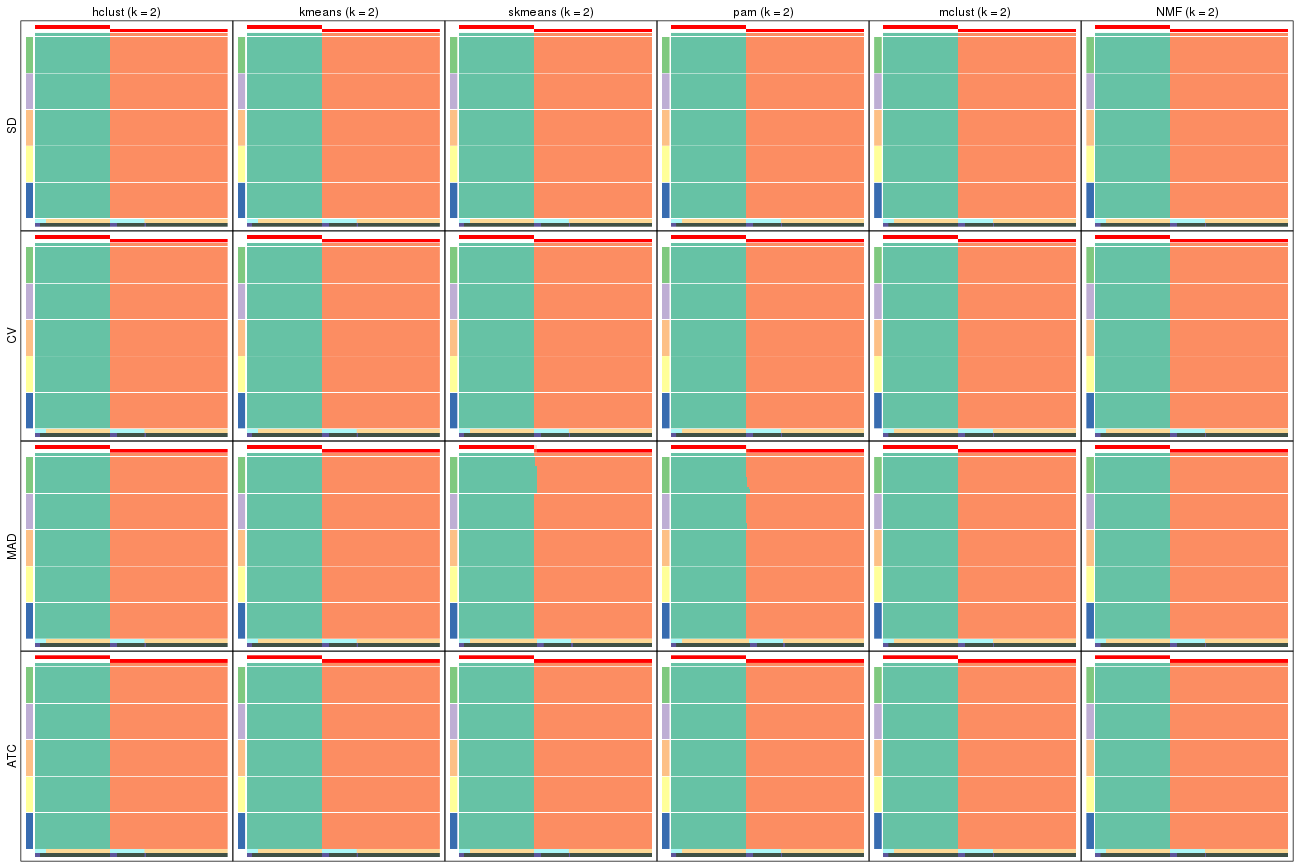 hclust (k = 2)
kmeans (k = 2)
skmeans (k = 2)
pam (k = 2)
mclust (k = 2)
NMF (k = 2)
SD
CV
MAD
ATC